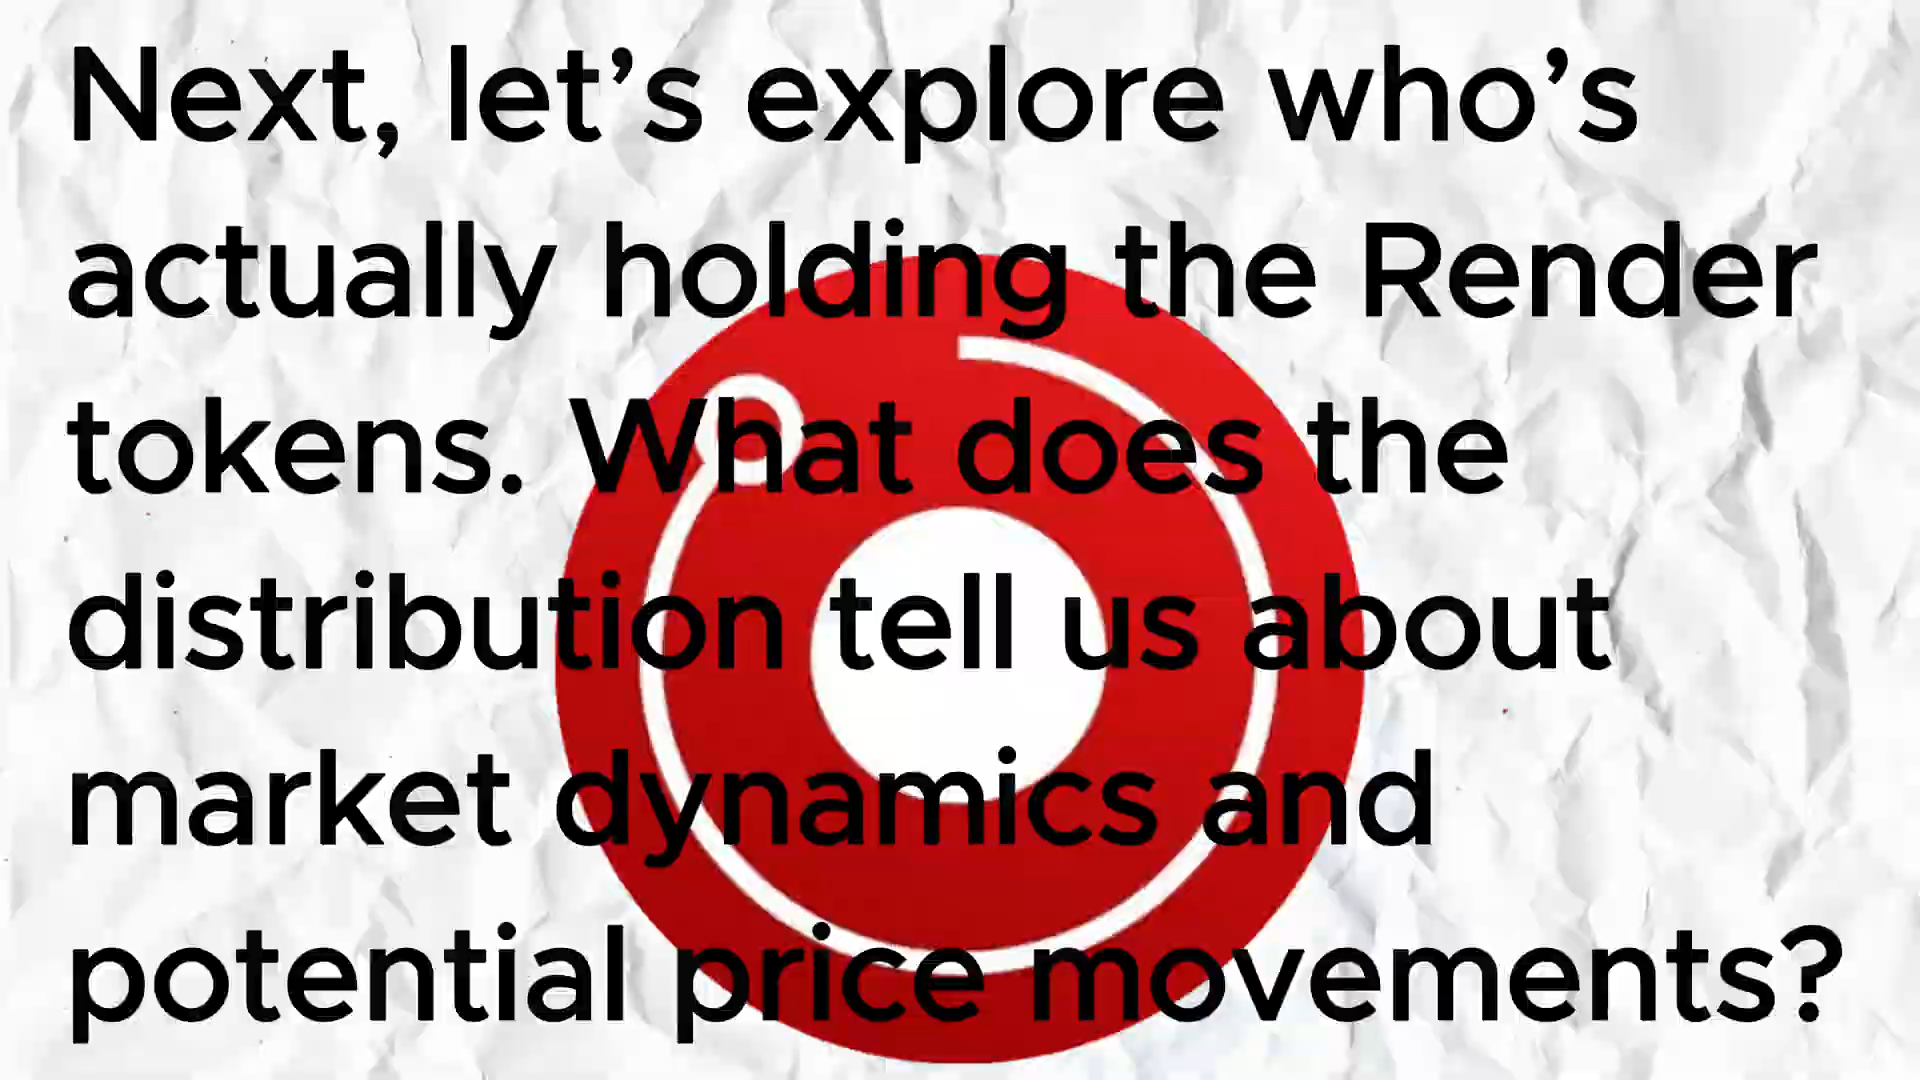 Next, let’s explore who’s
actually holding the Render
tokens. What does the
distribution tell us about
market dynamics and
potential price movements?